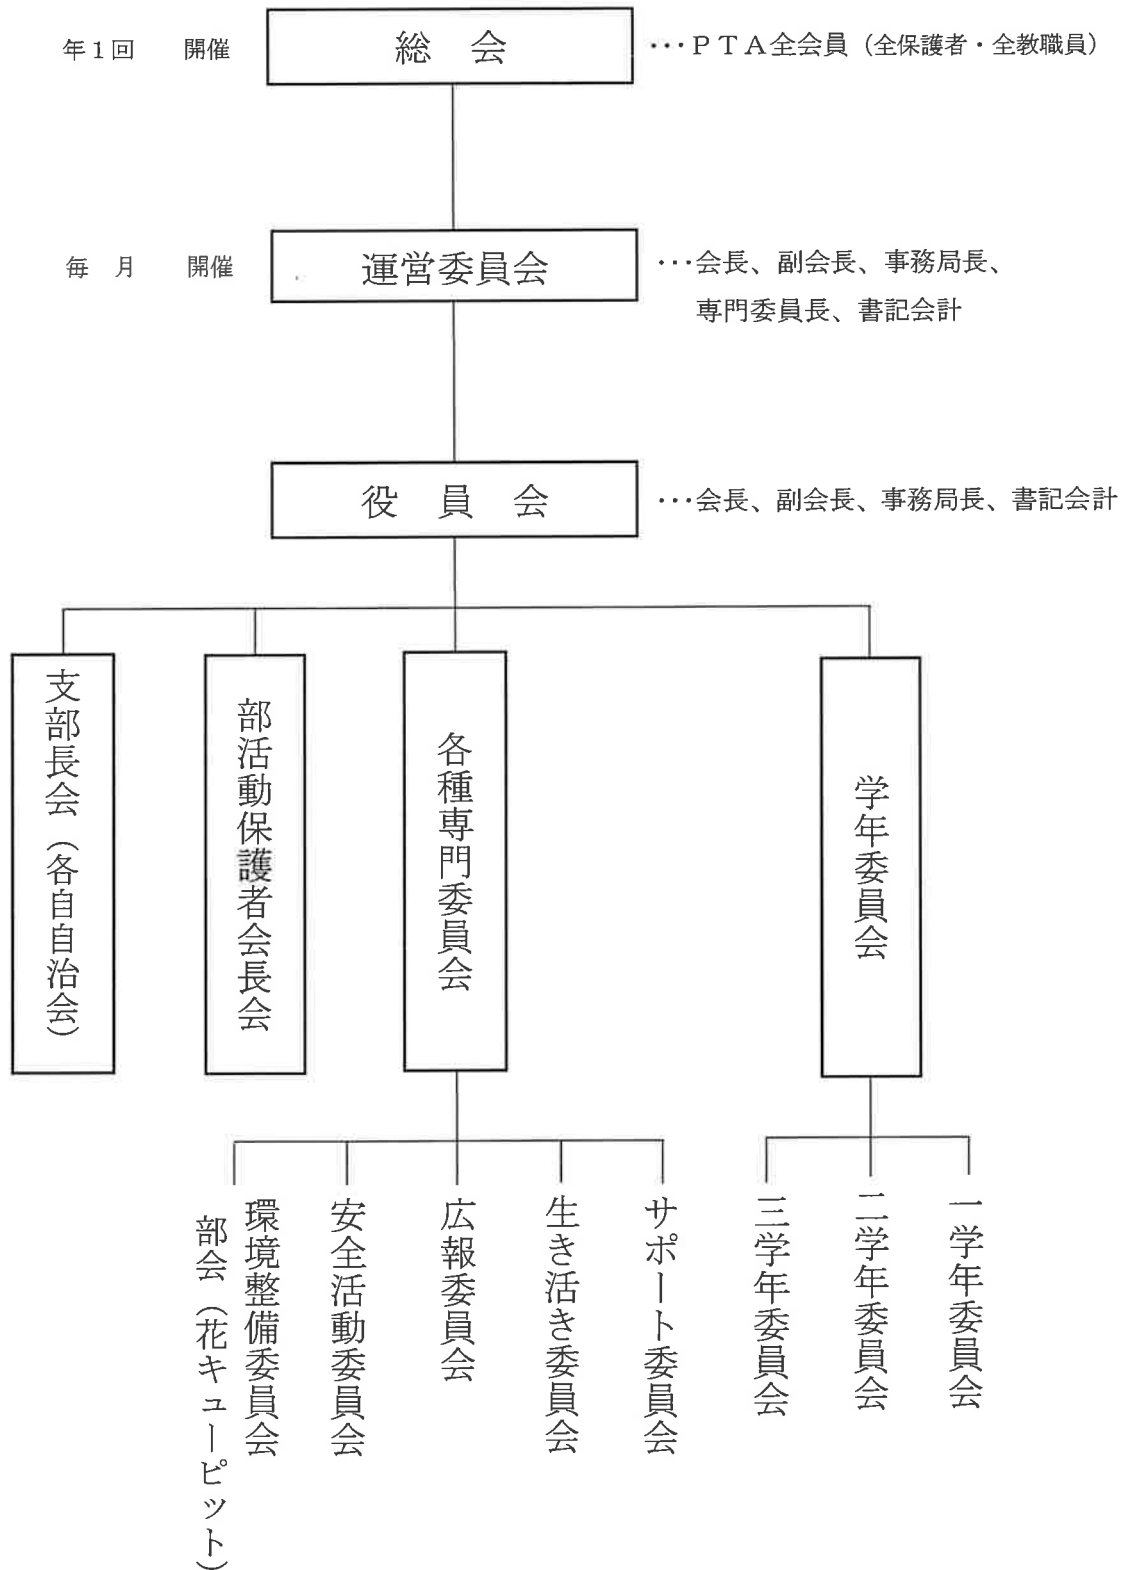 年１回　開催
総　会
…ＰＴＡ全会員（全保護者・全教職員）
毎　月　開催
運営委員会
…会長、副会長、事務局長、
専門委員長、書記会計
役　員　会
…会長、副会長、事務局長、書記会計
支部長会（各自自治会）
部活動保護者会長会
各種専門委員会
学年委員会
部会（花キューピット）
環境整備委員会
安全活動委員会
広報委員会
生き活き委員会
サポート委員会
三学年委員会
二学年委員会
一学年委員会